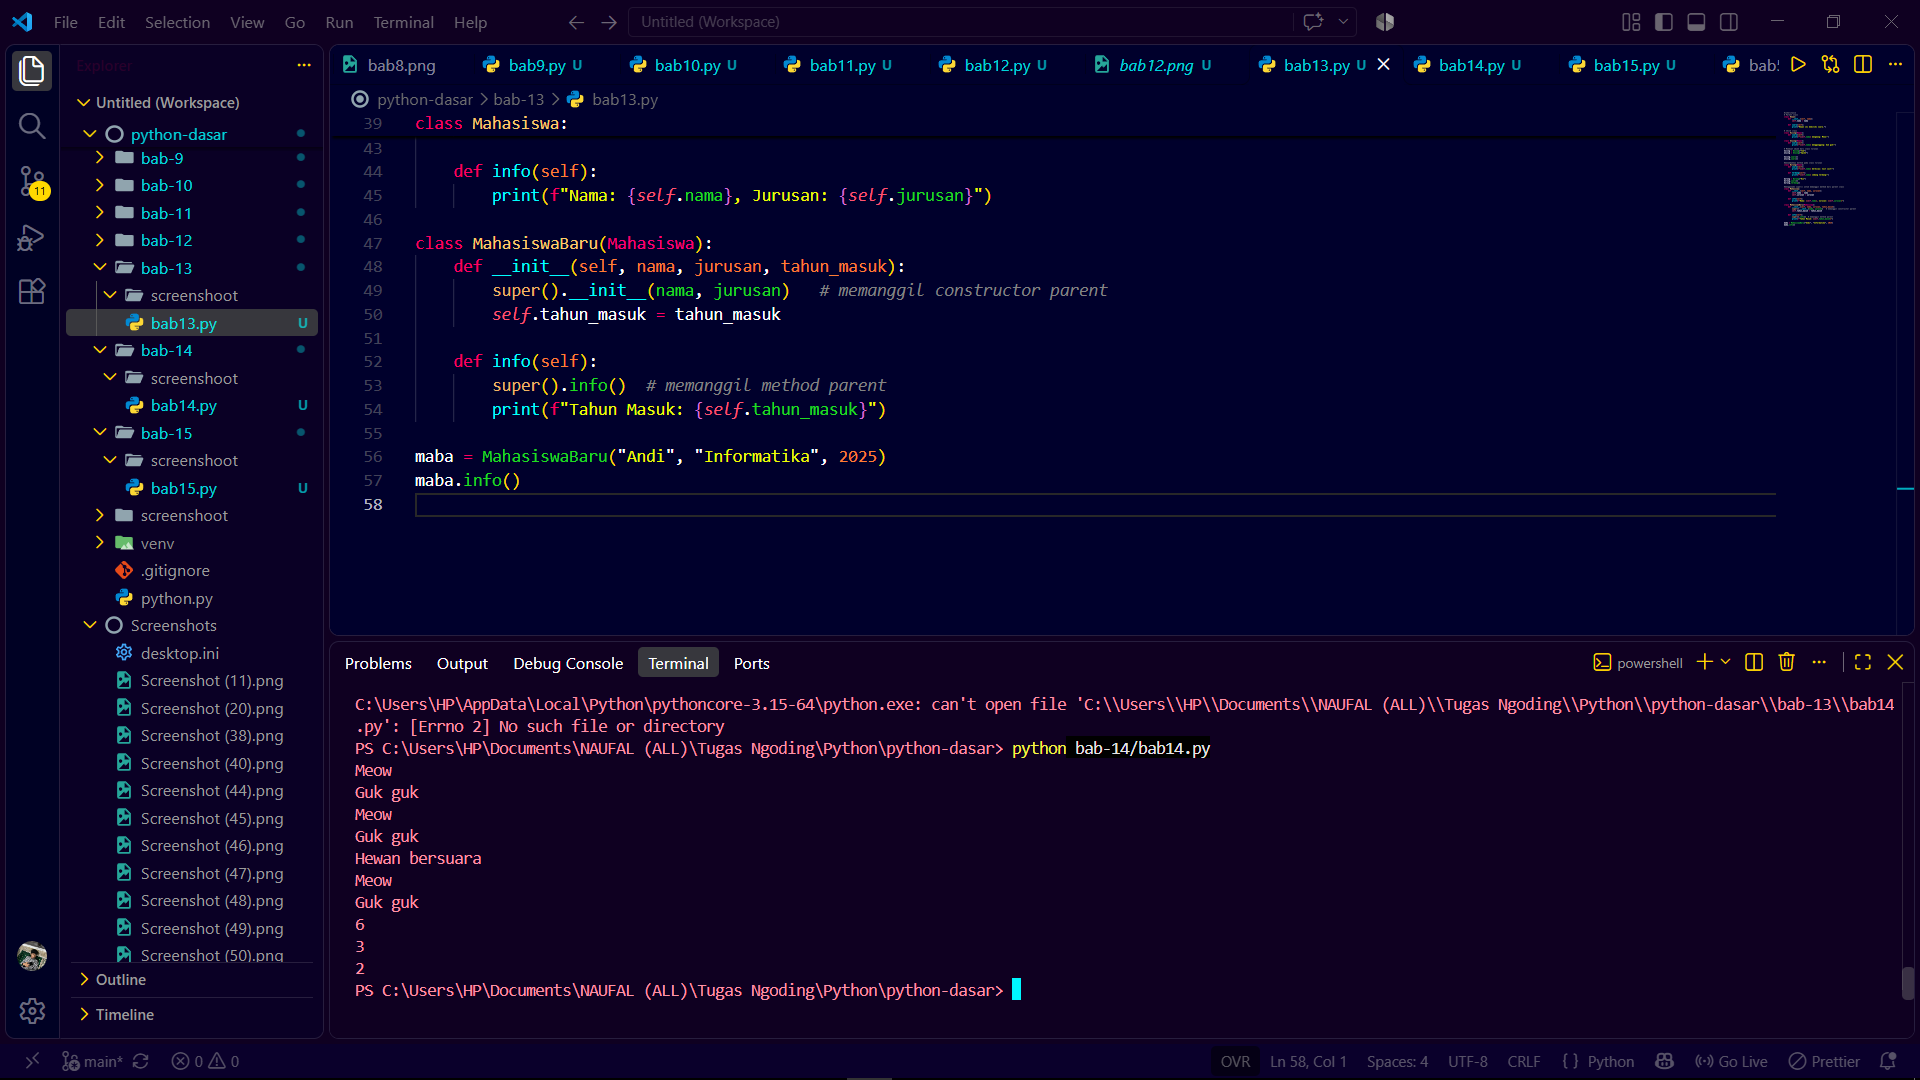 File Edit Selection View Go Run Terminal Help
Untitled (Workspace)
Explorer
Untitled (Workspace)
python-dasar
bab-9
bab-10
bab-11
bab-12
bab-13
screenshoot
bab13.py U
bab-14
screenshoot
bab14.py U
bab-15
screenshoot
bab15.py U
screenshoot
venv
.gitignore
python.py
Screenshots
desktop.ini
Screenshot (11).png
Screenshot (20).png
Screenshot (38).png
Screenshot (40).png
Screenshot (44).png
Screenshot (45).png
Screenshot (46).png
Screenshot (47).png
Screenshot (48).png
Screenshot (49).png
Screenshot (50).png
Outline
Timeline
11
bab8.png bab9.py U bab10.py U bab11.py U bab12.py U bab12.png U bab13.py U bab14.py U bab15.py U
python-dasar > bab-13 > bab13.py
39 class Mahasiswa:
43
44 def info(self):
45 print(f"Nama: {self.nama}, Jurusan: {self.jurusan}")
46
47 class MahasiswaBaru(Mahasiswa):
48 def __init__(self, nama, jurusan, tahun_masuk):
49 super().__init__(nama, jurusan) # memanggil constructor parent
50 self.tahun_masuk = tahun_masuk
51
52 def info(self):
53 super().info() # memanggil method parent
54 print(f"Tahun Masuk: {self.tahun_masuk}")
55
56 maba = MahasiswaBaru("Andi", "Informatika", 2025)
57 maba.info()
58
Problems Output Debug Console Terminal Ports
powershell
C:\Users\HP\AppData\Local\Python\pythoncore-3.15-64\python.exe: can't open file 'C:\\Users\\HP\\Documents\\NAUFAL (ALL)\\Tugas Ngoding\\Python\\python-dasar\\bab-13\\bab14
.py': [Errno 2] No such file or directory
PS C:\Users\HP\Documents\NAUFAL (ALL)\Tugas Ngoding\Python\python-dasar> python bab-14/bab14.py
Meow
Guk guk
Meow
Guk guk
Hewan bersuara
Meow
Guk guk
6
3
2
PS C:\Users\HP\Documents\NAUFAL (ALL)\Tugas Ngoding\Python\python-dasar>
main* 0 0
OVR Ln 58, Col 1 Spaces: 4 UTF-8 CRLF { } Python Go Live Prettier